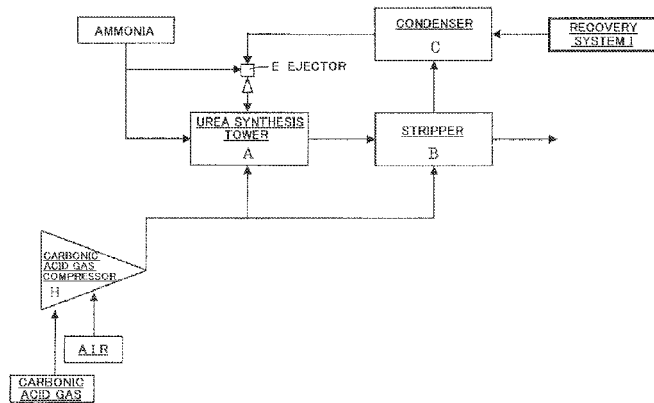 AMMONIA
CONDENSER
C
RECOVERY
SYSTEM I
E EJECTOR
UREA SYNTHESIS
TOWER
A
STRIPPER
B
CARBONIC
ACID GAS
COMPRESSOR
H
AIR
CARBONIC
ACID GAS